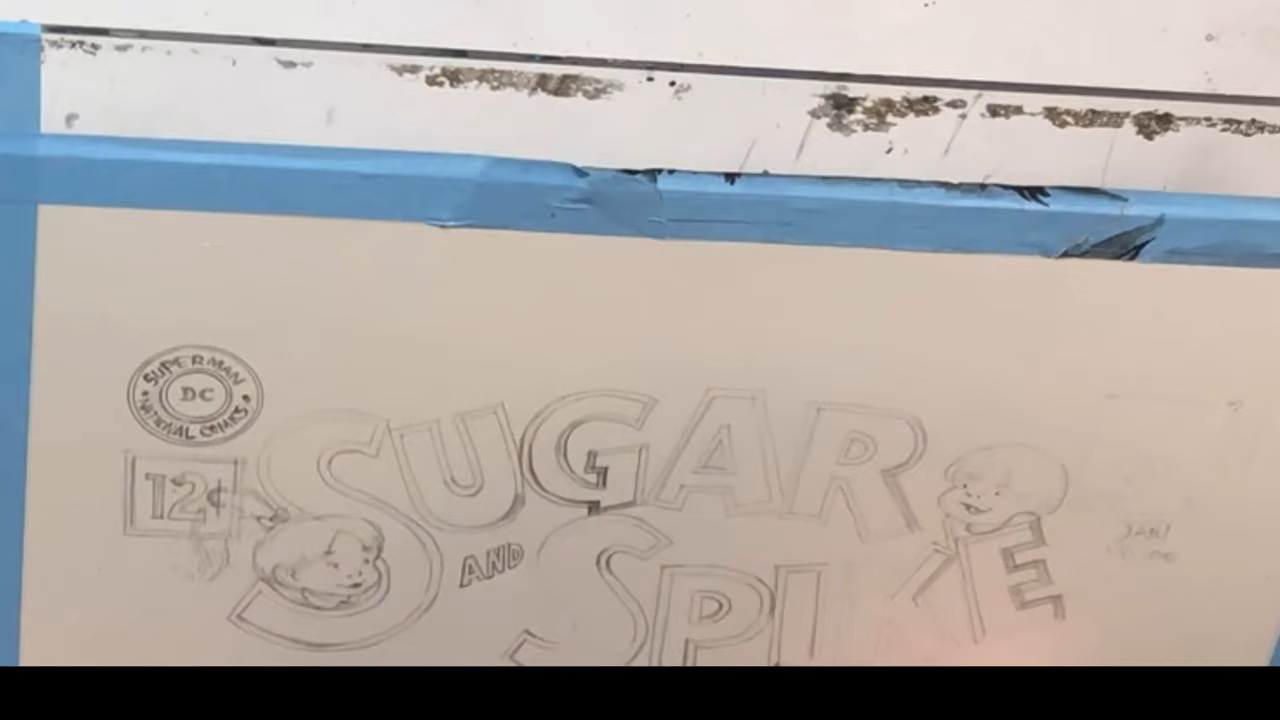 SUPERMAN
DC
NATIONAL COMICS
12¢
SUGAR
AND
SPIKE